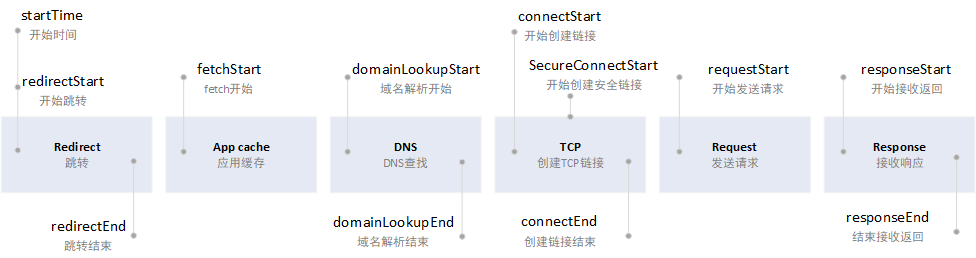 startTime
开始时间
redirectStart
开始跳转
Redirect
跳转
redirectEnd
跳转结束
fetchStart
fetch开始
App cache
应用缓存
domainLookupStart
域名解析开始
DNS
DNS查找
domainLookupEnd
域名解析结束
connectStart
开始创建链接
SecureConnectStart
开始创建安全链接
TCP
创建TCP链接
connectEnd
创建链接结束
requestStart
开始发送请求
Request
发送请求
responseStart
开始接收返回
Response
接收响应
responseEnd
结束接收返回